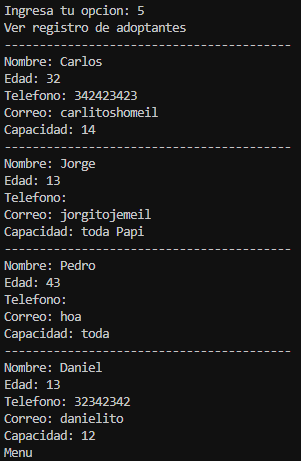 Ingresa tu opcion: 5
Ver registro de adoptantes
-----------------------------------------
Nombre: Carlos
Edad: 32
Telefono: 342423423
Correo: carlitoshomeil
Capacidad: 14
-----------------------------------------
Nombre: Jorge
Edad: 13
Telefono:
Correo: jorgitojemeil
Capacidad: toda Papi
-----------------------------------------
Nombre: Pedro
Edad: 43
Telefono:
Correo: hoa
Capacidad: toda
-----------------------------------------
Nombre: Daniel
Edad: 13
Telefono: 32342342
Correo: danielito
Capacidad: 12
Menu